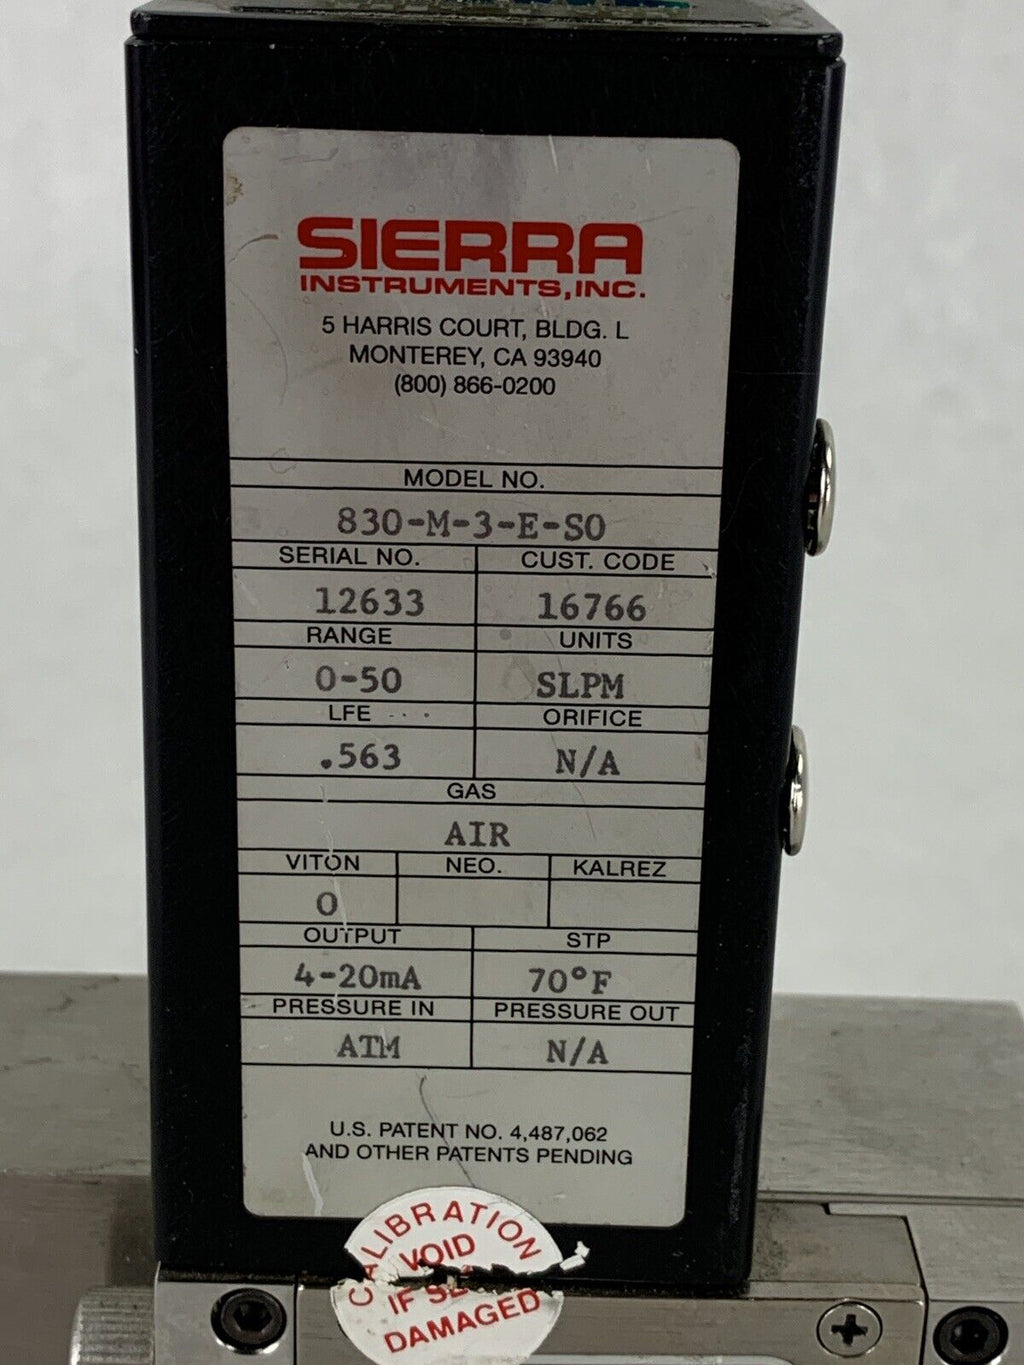 SIERRA
INSTRUMENTS, INC.
5 HARRIS COURT, BLDG. L
MONTEREY, CA 93940
(800) 866-0200
MODEL NO.
830-M-3-E-SO
SERIAL NO. CUST. CODE
12633 16766
RANGE UNITS
0-50 SLPM
LFE ORIFICE
.563 N/A
GAS
AIR
VITON NEO. KALREZ
O
OUTPUT STP
4-20mA 70°F
PRESSURE IN PRESSURE OUT
ATM N/A
U.S. PATENT NO. 4,487,062
AND OTHER PATENTS PENDING
CALIBRATION
VOID
IF
DAMAGED